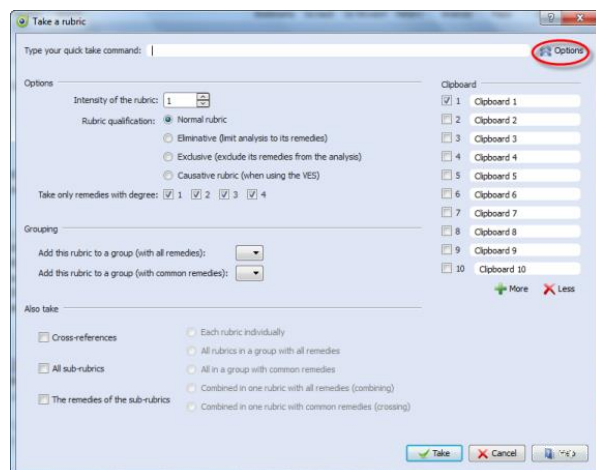 Take a rubric
Type your quick take command:
Options
Options
Intensity of the rubric: 1
Rubric qualification: Normal rubric
Eliminative (limit analysis to its remedies)
Exclusive (exclude its remedies from the analysis)
Causative rubric (when using the VES)
Take only remedies with degree: 1 2 3 4
Grouping
Add this rubric to a group (with all remedies):
Add this rubric to a group (with common remedies):
Also take
Cross-references
All sub-rubrics
The remedies of the sub-rubrics
Each rubric individually
All rubrics in a group with all remedies
All in a group with common remedies
Combined in one rubric with all remedies (combining)
Combined in one rubric with common remedies (crossing)
Clipboard
1 Clipboard 1
2 Clipboard 2
3 Clipboard 3
4 Clipboard 4
5 Clipboard 5
6 Clipboard 6
7 Clipboard 7
8 Clipboard 8
9 Clipboard 9
10 Clipboard 10
More Less
Take Cancel